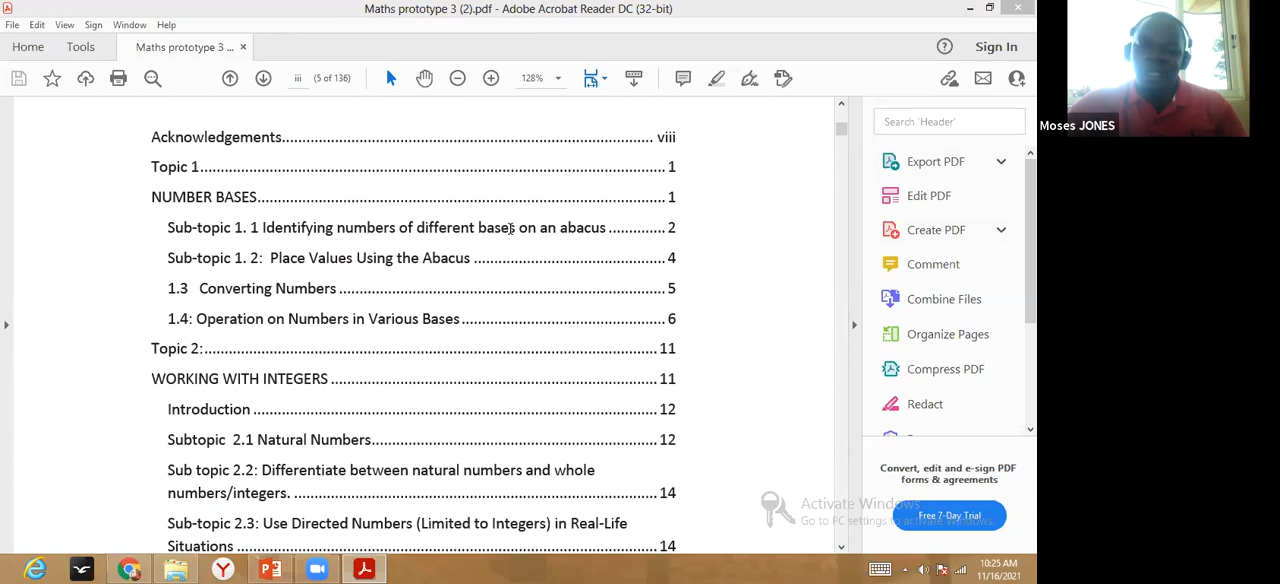 Maths prototype 3 (2).pdf - Adobe Acrobat Reader DC (32-bit)
File Edit View Sign Window Help
Home Tools Maths prototype 3 ... × Sign In
iii (5 of 136) 128%
Acknowledgements.................................................................................. viii
Topic 1........................................................................................................ 1
NUMBER BASES.......................................................................................... 1
Sub-topic 1. 1 Identifying numbers of different bases on an abacus ............. 2
Sub-topic 1. 2: Place Values Using the Abacus ........................................... 4
1.3 Converting Numbers ............................................................................ 5
1.4: Operation on Numbers in Various Bases.............................................. 6
Topic 2:....................................................................................................... 11
WORKING WITH INTEGERS ........................................................................ 11
Introduction ................................................................................................ 12
Subtopic 2.1 Natural Numbers.................................................................... 12
Sub topic 2.2: Differentiate between natural numbers and whole
numbers/integers. ...................................................................................... 14
Sub-topic 2.3: Use Directed Numbers (Limited to Integers) in Real-Life
Situations ................................................................................................... 14
Search 'Header'
Export PDF
Edit PDF
Create PDF
Comment
Combine Files
Organize Pages
Compress PDF
Redact
Convert, edit and e-sign PDF
forms & agreements
Free 7-Day Trial
Activate Windows
Go to PC settings to activate Windows.
Moses JONES
10:25 AM
11/16/2021